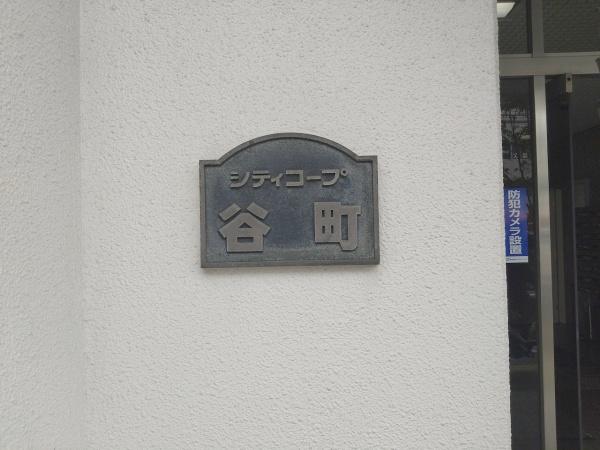 シティコープ
谷町
防犯カメラ設置